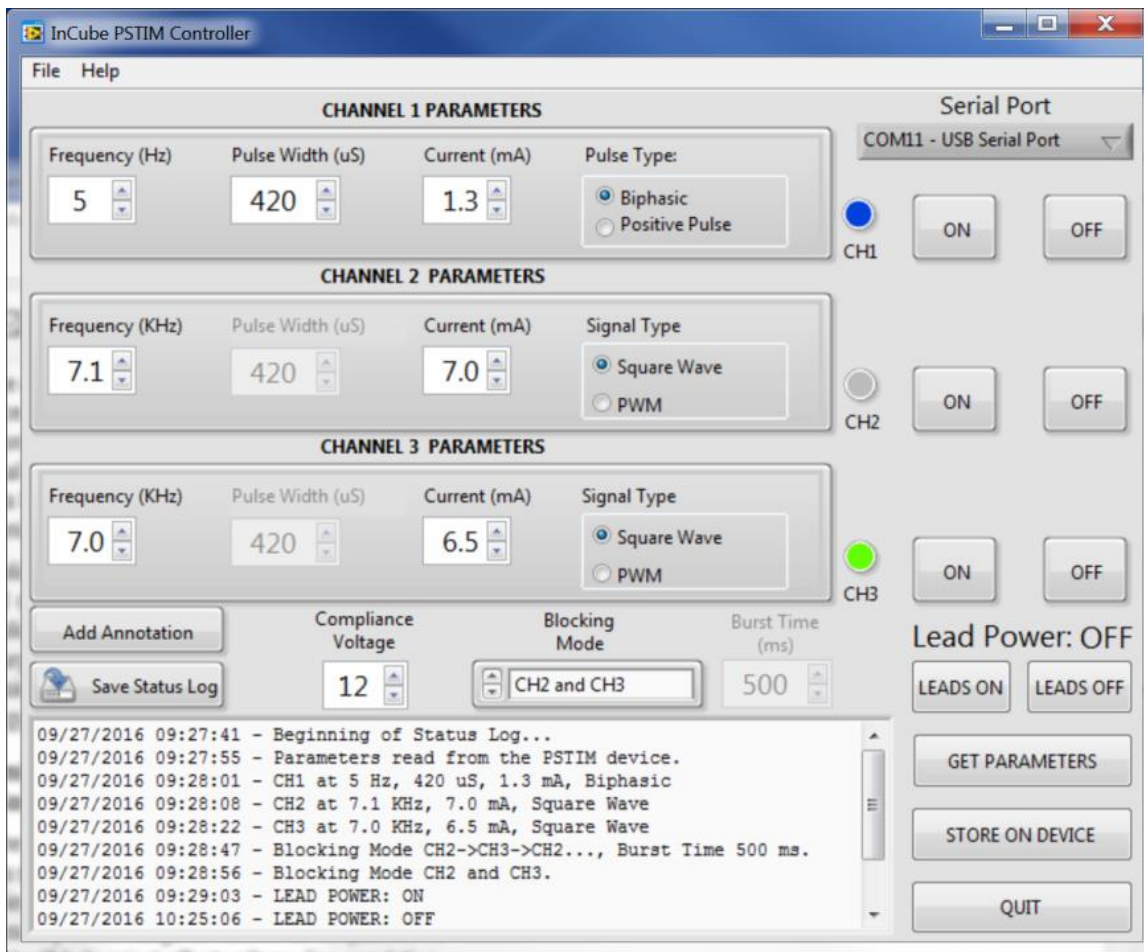 InCube PSTIM Controller
File Help
CHANNEL 1 PARAMETERS
Serial Port
COM11 - USB Serial Port
Frequency (Hz) Pulse Width (uS) Current (mA) Pulse Type:
5 420 1.3
Biphasic
Positive Pulse
CH1
ON OFF
CHANNEL 2 PARAMETERS
Frequency (KHz) Pulse Width (uS) Current (mA) Signal Type
7.1 420 7.0
Square Wave
PWM
CH2
ON OFF
CHANNEL 3 PARAMETERS
Frequency (KHz) Pulse Width (uS) Current (mA) Signal Type
7.0 420 6.5
Square Wave
PWM
CH3
ON OFF
Add Annotation
Save Status Log
Compliance
Voltage
12
Blocking
Mode
CH2 and CH3
Burst Time
(ms)
500
Lead Power: OFF
LEADS ON LEADS OFF
09/27/2016 09:27:41 - Beginning of Status Log...
09/27/2016 09:27:55 - Parameters read from the PSTIM device.
09/27/2016 09:28:01 - CH1 at 5 Hz, 420 uS, 1.3 mA, Biphasic
09/27/2016 09:28:08 - CH2 at 7.1 KHz, 7.0 mA, Square Wave
09/27/2016 09:28:22 - CH3 at 7.0 KHz, 6.5 mA, Square Wave
09/27/2016 09:28:47 - Blocking Mode CH2->CH3->CH2..., Burst Time 500 ms.
09/27/2016 09:28:56 - Blocking Mode CH2 and CH3.
09/27/2016 09:29:03 - LEAD POWER: ON
09/27/2016 10:25:06 - LEAD POWER: OFF
GET PARAMETERS
STORE ON DEVICE
QUIT